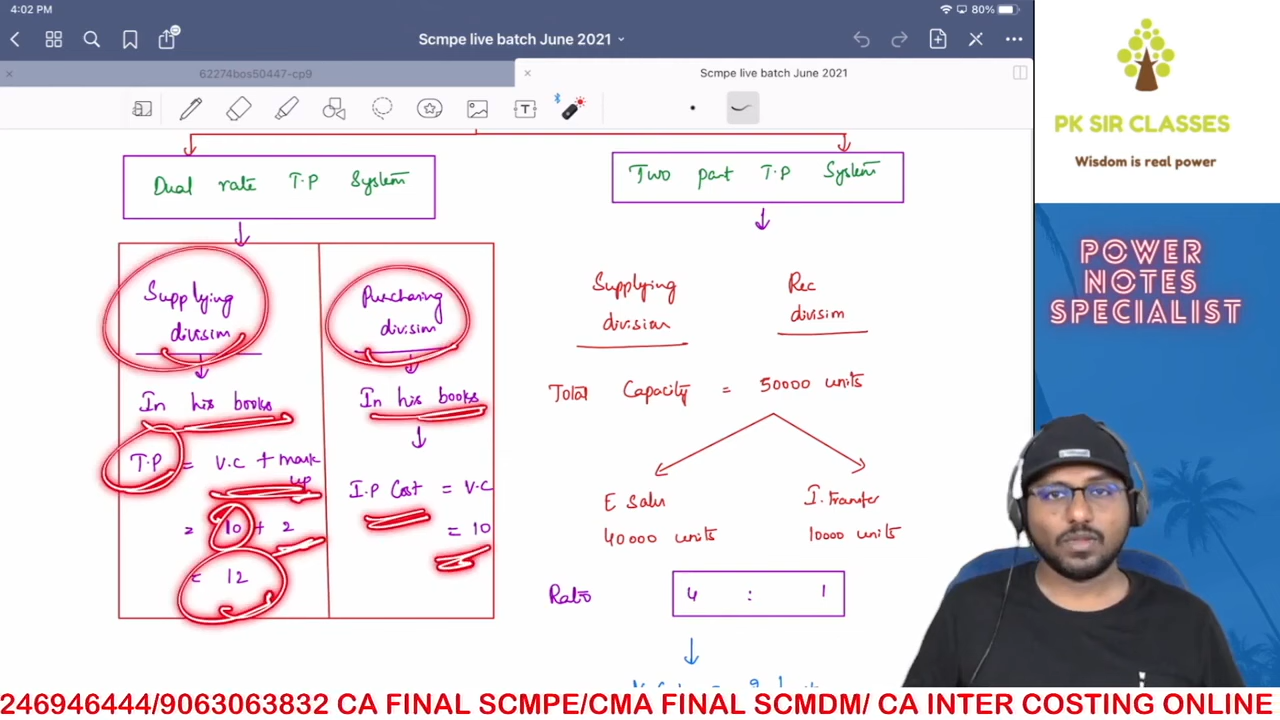 4:02 PM
80%
Scmpe live batch June 2021
62274bos50447-cp9
Scmpe live batch June 2021
T
PK SIR CLASSES
Wisdom is real power
POWER
NOTES
SPECIALIST
Dual rate T.P System
Supplying
division
In his books
T.P = V.C + mark
up
= 10 + 2
= 12
Purchasing
division
In his books
I.P Cost = V.C
= 10
Two part T.P System
Supplying
division
Rec
division
Total Capacity = 50000 units
E Sales
40000 units
I.transfer
10000 units
Ratio 4 : 1
246946444/9063063832 CA FINAL SCMPE/CMA FINAL SCMDM/ CA INTER COSTING ONLINE